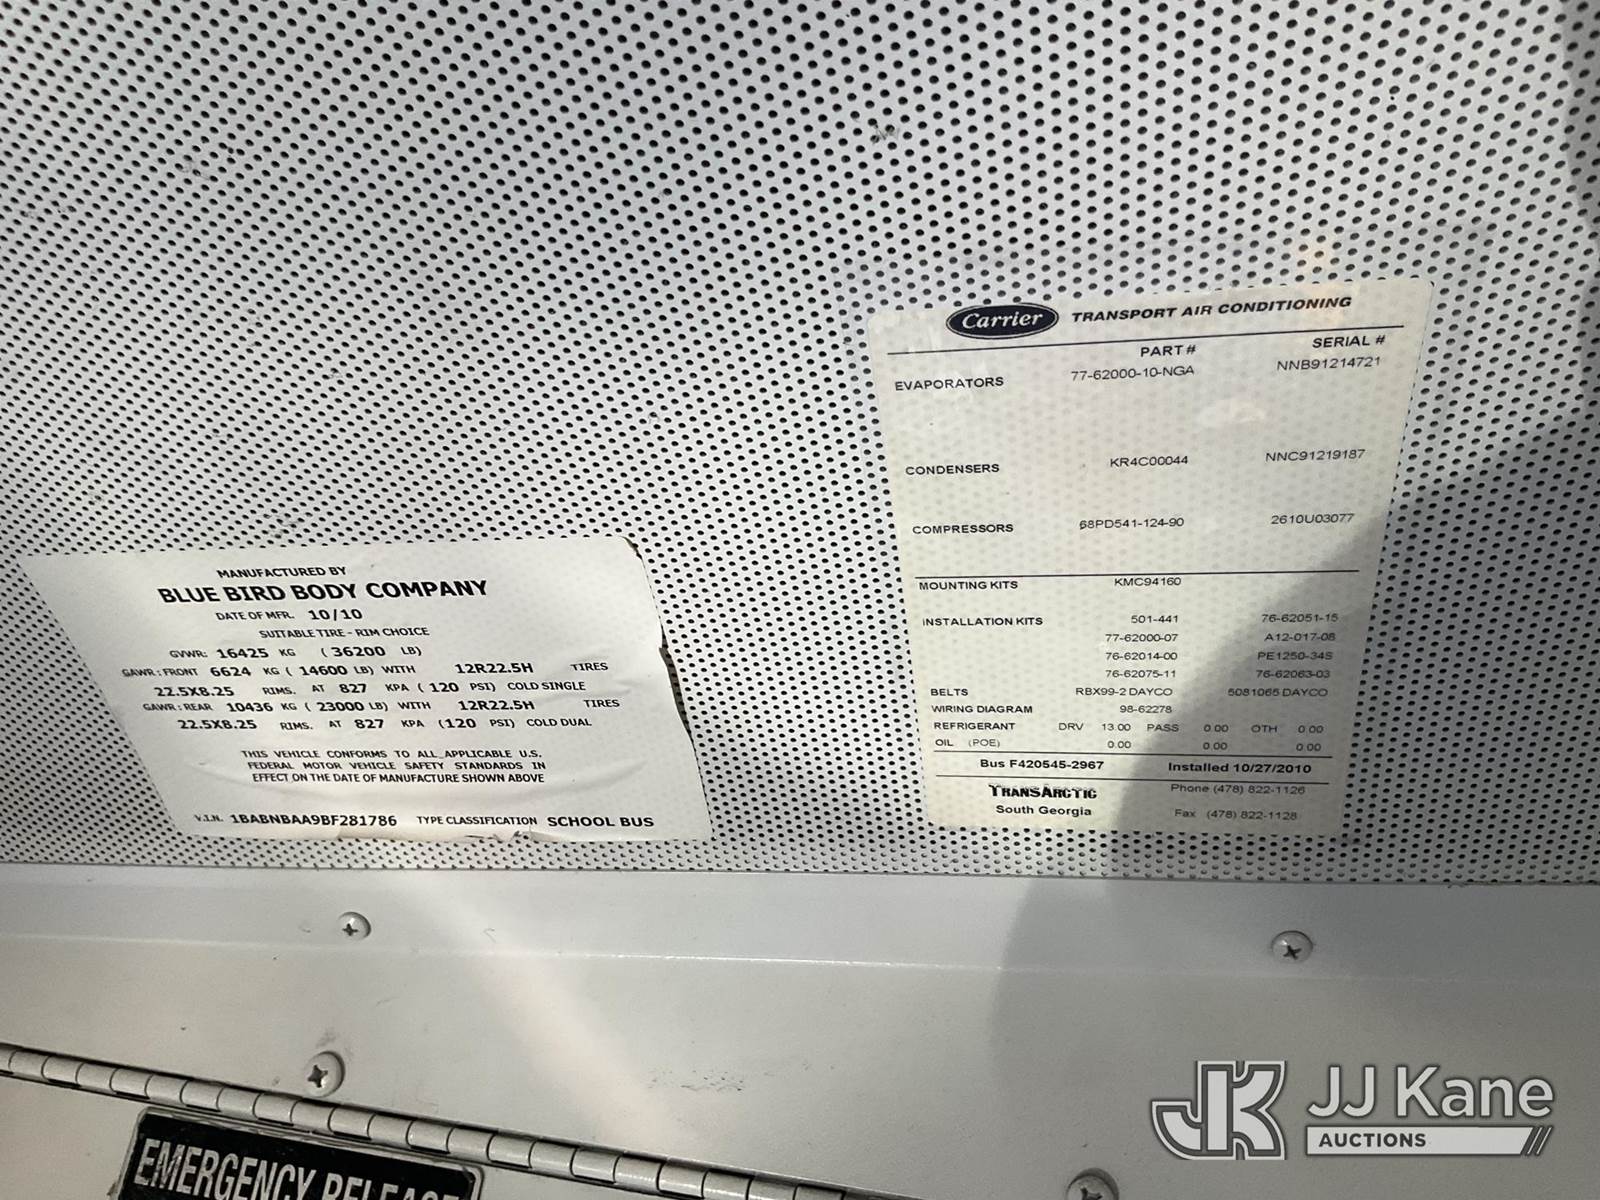 MANUFACTURED BY
BLUE BIRD BODY COMPANY
DATE OF MFR. 10/10
SUITABLE TIRE - RIM CHOICE
GVWR: 16425 KG ( 36200 LB)
GAWR : FRONT 6624 KG ( 14600 LB) WITH 12R22.5H TIRES
22.5X8.25 RIMS. AT 827 KPA ( 120 PSI) COLD SINGLE
GAWR : REAR 10436 KG ( 23000 LB) WITH 12R22.5H TIRES
22.5X8.25 RIMS. AT 827 KPA (120 PSI) COLD DUAL
THIS VEHICLE CONFORMS TO ALL APPLICABLE U.S.
FEDERAL MOTOR VEHICLE SAFETY STANDARDS IN
EFFECT ON THE DATE OF MANUFACTURE SHOWN ABOVE
V.I.N. 1BABNBAA9BF281786 TYPE CLASSIFICATION SCHOOL BUS
Carrier TRANSPORT AIR CONDITIONING
PART # SERIAL #
EVAPORATORS 77-62000-10-NGA NNB91214721
CONDENSERS KR4C00044 NNC91219187
COMPRESSORS 68PD541-124-90 2610U03077
MOUNTING KITS KMC94160
INSTALLATION KITS 501-441 76-62051-15
77-62000-07 A12-017-08
76-62014-00 PE1250-34S
76-62075-11 76-62063-03
BELTS RBX99-2 DAYCO 5081065 DAYCO
WIRING DIAGRAM 98-62278
REFRIGERANT DRV 13.00 PASS 0.00 OTH 0.00
OIL (POE) 0.00 0.00 0.00
Bus F420545-2967 Installed 10/27/2010
TRANSARCTIC Phone (478) 822-1126
South Georgia Fax (478) 822-1128
EMERGENCY RELEASE
JK JJ Kane
AUCTIONS